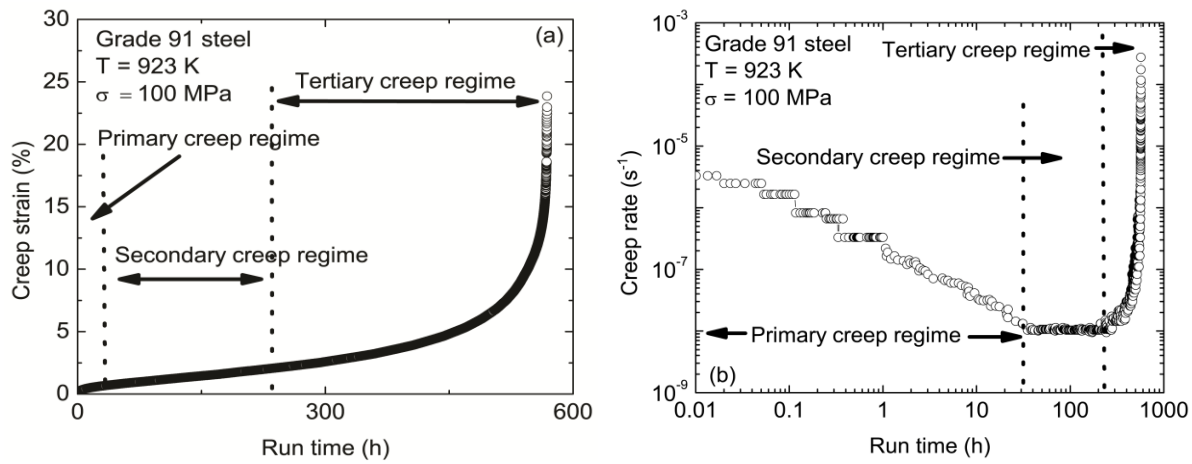 30
25
20
15
10
5
0
Creep strain (%)
Grade 91 steel
T = 923 K
σ = 100 MPa
(a)
Tertiary creep regime
Primary creep regime
Secondary creep regime
0
300
600
Run time (h)
10⁻³
10⁻⁵
10⁻⁷
10⁻⁹
Creep rate (s⁻¹)
Grade 91 steel
T = 923 K
σ = 100 MPa
Tertiary creep regime
Secondary creep regime
Primary creep regime
(b)
0.01
0.1
1
10
100
1000
Run time (h)